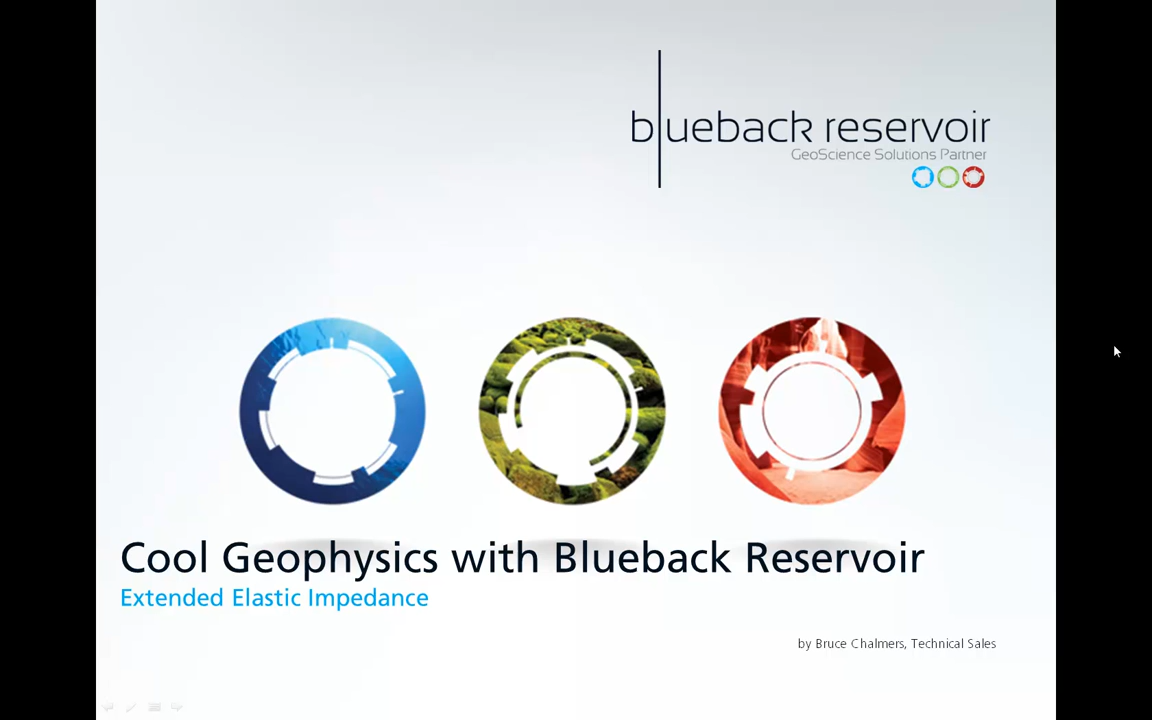 blueback reservoir
GeoScience Solutions Partner
Cool Geophysics with Blueback Reservoir
Extended Elastic Impedance
by Bruce Chalmers, Technical Sales